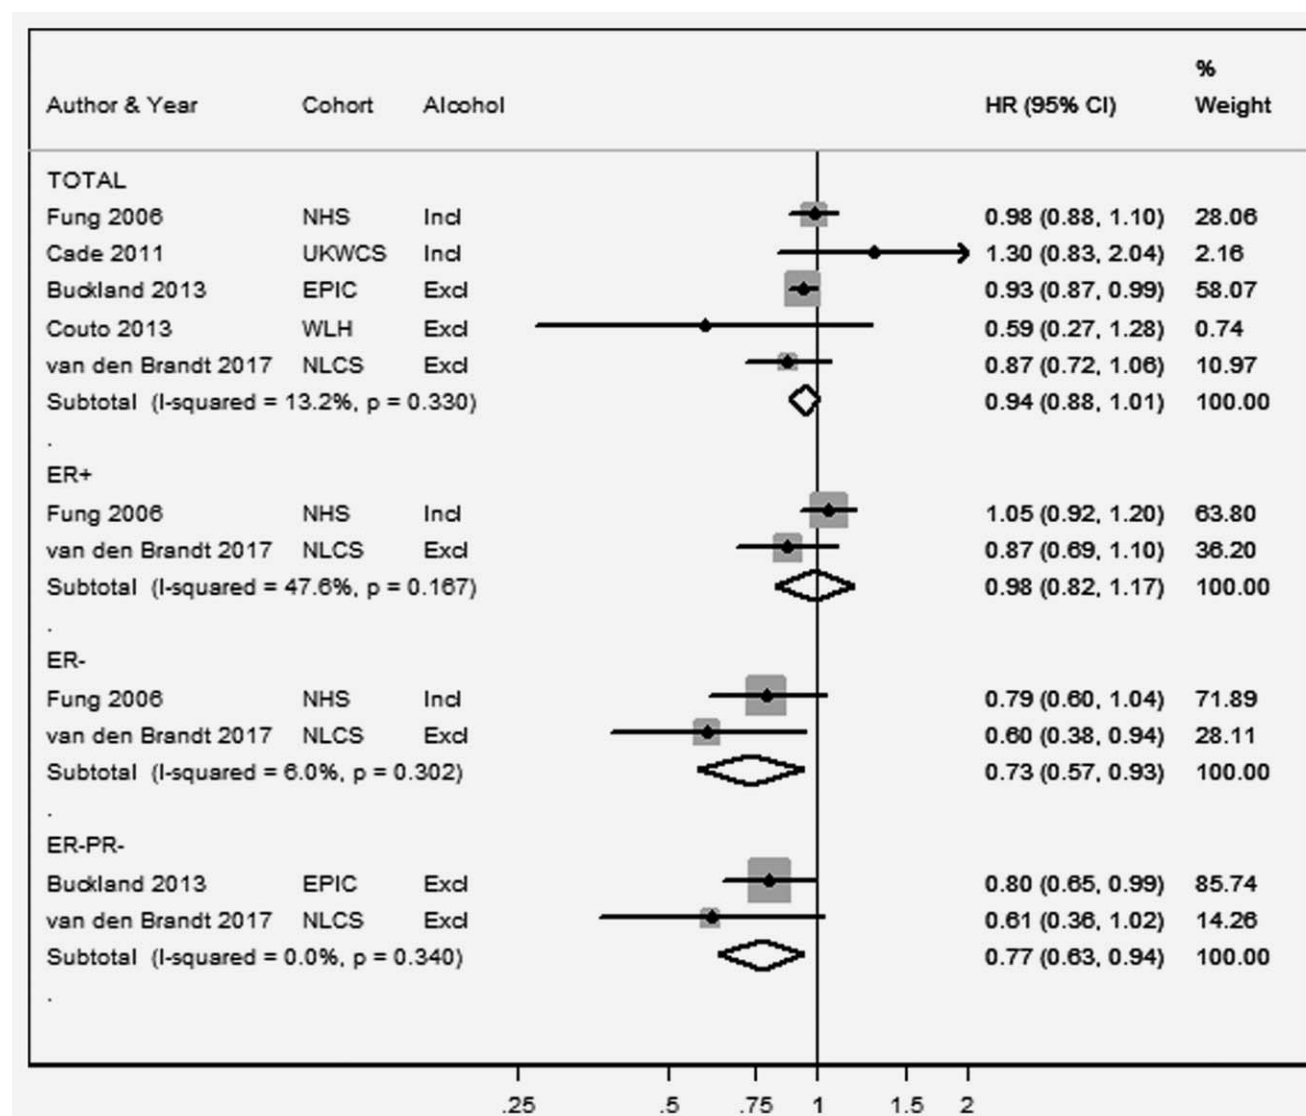 %
Author & Year Cohort Alcohol HR (95% CI) Weight
TOTAL
Fung 2006 NHS Incl 0.98 (0.88, 1.10) 28.06
Cade 2011 UKWCS Incl 1.30 (0.83, 2.04) 2.16
Buckland 2013 EPIC Excl 0.93 (0.87, 0.99) 58.07
Couto 2013 WLH Excl 0.59 (0.27, 1.28) 0.74
van den Brandt 2017 NLCS Excl 0.87 (0.72, 1.06) 10.97
Subtotal (I-squared = 13.2%, p = 0.330) 0.94 (0.88, 1.01) 100.00
.
ER+
Fung 2006 NHS Incl 1.05 (0.92, 1.20) 63.80
van den Brandt 2017 NLCS Excl 0.87 (0.69, 1.10) 36.20
Subtotal (I-squared = 47.6%, p = 0.167) 0.98 (0.82, 1.17) 100.00
.
ER-
Fung 2006 NHS Incl 0.79 (0.60, 1.04) 71.89
van den Brandt 2017 NLCS Excl 0.60 (0.38, 0.94) 28.11
Subtotal (I-squared = 6.0%, p = 0.302) 0.73 (0.57, 0.93) 100.00
.
ER-PR-
Buckland 2013 EPIC Excl 0.80 (0.65, 0.99) 85.74
van den Brandt 2017 NLCS Excl 0.61 (0.36, 1.02) 14.26
Subtotal (I-squared = 0.0%, p = 0.340) 0.77 (0.63, 0.94) 100.00
.
.25 .5 .75 1 1.5 2